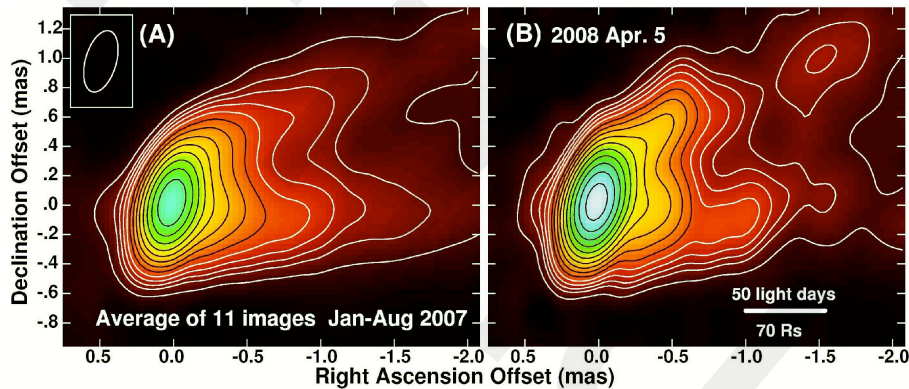 (A)
(B) 2008 Apr. 5
Declination Offset (mas)
1.2
1.0
.8
.6
.4
.2
.0
-.2
-.4
-.6
-.8
Average of 11 images Jan-Aug 2007
50 light days
70 Rs
0.5 0.0 -0.5 -1.0 -1.5 -2.0 0.5 0.0 -0.5 -1.0 -1.5 -2.0
Right Ascension Offset (mas)